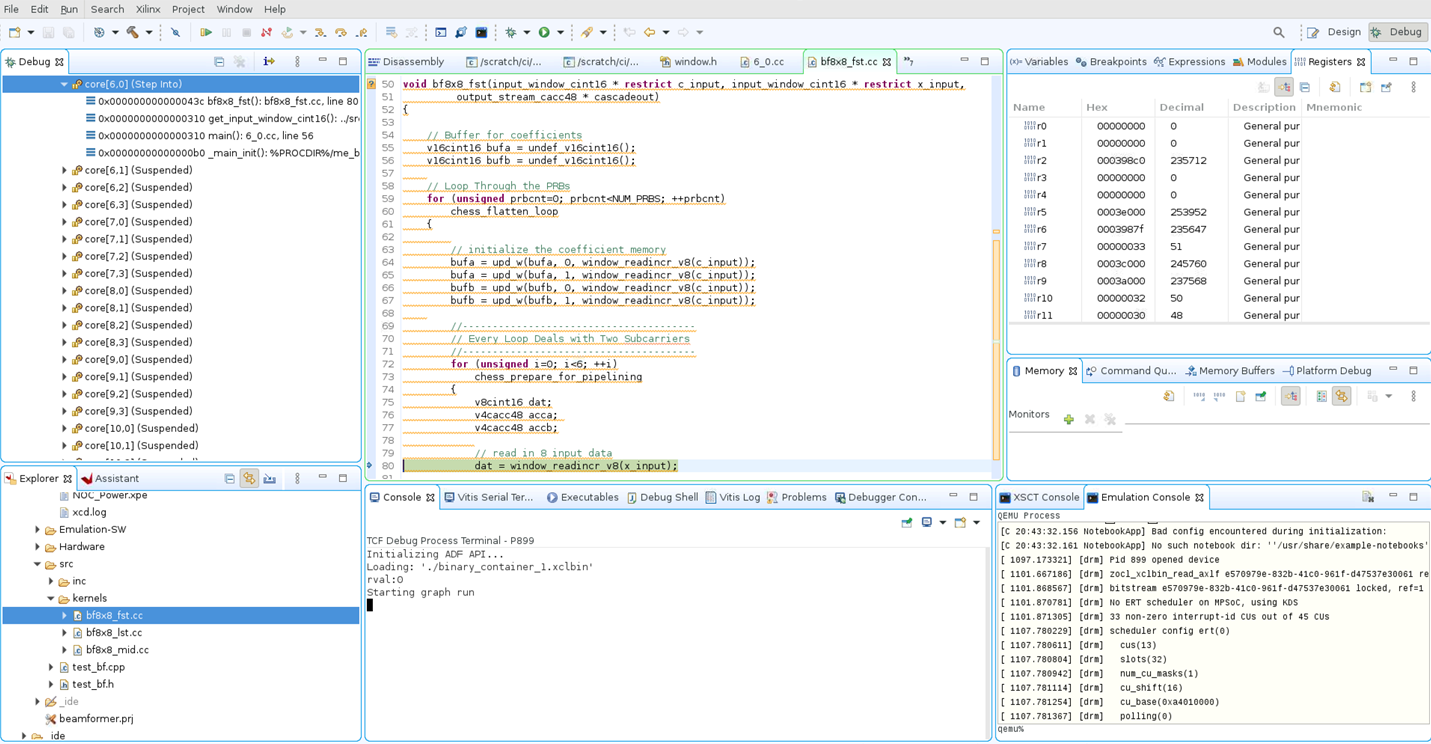 File Edit Run Search Xilinx Project Window Help
Design Debug
Debug
core[6,0] (Step Into)
0x000000000000043c bf8x8_fst(): bf8x8_fst.cc, line 80
0x0000000000000310 get_input_window_cint16(): ../sr
0x0000000000000310 main(): 6_0.cc, line 56
0x00000000000000b0 _main_init(): %PROCDIR%/me_b
core[6,1] (Suspended)
core[6,2] (Suspended)
core[6,3] (Suspended)
core[7,0] (Suspended)
core[7,1] (Suspended)
core[7,2] (Suspended)
core[7,3] (Suspended)
core[8,0] (Suspended)
core[8,1] (Suspended)
core[8,2] (Suspended)
core[8,3] (Suspended)
core[9,0] (Suspended)
core[9,1] (Suspended)
core[9,2] (Suspended)
core[9,3] (Suspended)
core[10,0] (Suspended)
core[10,1] (Suspended)
Explorer Assistant
NOC_Power.xpe
xcd.log
Emulation-SW
Hardware
src
inc
kernels
bf8x8_fst.cc
bf8x8_lst.cc
bf8x8_mid.cc
test_bf.cpp
test_bf.h
_ide
beamformer.prj
ide
Disassembly /scratch/ci/... /scratch/ci/... window.h 6_0.cc bf8x8_fst.cc »7
50 void bf8x8_fst(input_window_cint16 * restrict c_input, input_window_cint16 * restrict x_input,
51 output_stream_cacc48 * cascadeout)
52 {
53
54 // Buffer for coefficients
55 v16cint16 bufa = undef_v16cint16();
56 v16cint16 bufb = undef_v16cint16();
57
58 // Loop Through the PRBs
59 for (unsigned prbcnt=0; prbcnt<NUM_PRBS; ++prbcnt)
60 chess_flatten_loop
61 {
62
63 // initialize the coefficient memory
64 bufa = upd_w(bufa, 0, window_readincr_v8(c_input));
65 bufa = upd_w(bufa, 1, window_readincr_v8(c_input));
66 bufb = upd_w(bufb, 0, window_readincr_v8(c_input));
67 bufb = upd_w(bufb, 1, window_readincr_v8(c_input));
68
69 //---------------------------------------
70 // Every Loop Deals with Two Subcarriers
71 //---------------------------------------
72 for (unsigned i=0; i<6; ++i)
73 chess_prepare_for_pipelining
74 {
75 v8cint16 dat;
76 v4cacc48 acca;
77 v4cacc48 accb;
78
79 // read in 8 input data
80 dat = window_readincr_v8(x_input);
Console Vitis Serial Ter... Executables Debug Shell Vitis Log Problems Debugger Con...
TCF Debug Process Terminal - P899
Initializing ADF API...
Loading: './binary_container_1.xclbin'
rval:0
Starting graph run
(x)= Variables Breakpoints Expressions Modules Registers
Name Hex Decimal Description Mnemonic
r0 00000000 0 General pur
r1 00000000 0 General pur
r2 000398c0 235712 General pur
r3 00000000 0 General pur
r4 00000000 0 General pur
r5 0003e000 253952 General pur
r6 0003987f 235647 General pur
r7 00000033 51 General pur
r8 0003c000 245760 General pur
r9 0003a000 237568 General pur
r10 00000032 50 General pur
r11 00000030 48 General pur
Memory Command Qu... Memory Buffers Platform Debug
Monitors
XSCT Console Emulation Console
QEMU Process
[C 20:43:32.156 NotebookApp] Bad config encountered during initialization:
[C 20:43:32.161 NotebookApp] No such notebook dir: ''/usr/share/example-notebooks'
[ 1097.173321] [drm] Pid 899 opened device
[ 1101.667186] [drm] zocl_xclbin_read_axlf e570979e-832b-41c0-961f-d47537e30061 re
[ 1101.868567] [drm] bitstream e570979e-832b-41c0-961f-d47537e30061 locked, ref=1
[ 1101.870781] [drm] No ERT scheduler on MPSoC, using KDS
[ 1101.871305] [drm] 33 non-zero interrupt-id CUs out of 45 CUs
[ 1107.780229] [drm] scheduler config ert(0)
[ 1107.780611] [drm] cus(13)
[ 1107.780804] [drm] slots(32)
[ 1107.780942] [drm] num_cu_masks(1)
[ 1107.781114] [drm] cu_shift(16)
[ 1107.781254] [drm] cu_base(0xa4010000)
[ 1107.781367] [drm] polling(0)
qemu%